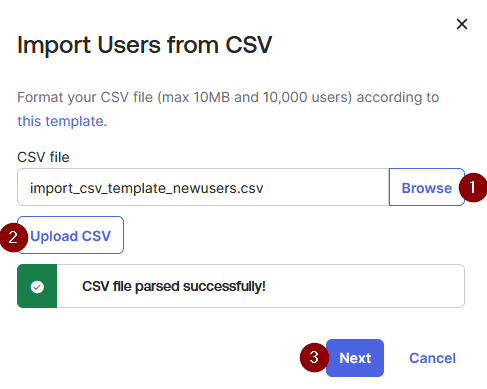 Import Users from CSV
Format your CSV file (max 10MB and 10,000 users) according to
this template.
CSV file
import_csv_template_newusers.csv
Browse
1
2
Upload CSV
CSV file parsed successfully!
3
Next
Cancel